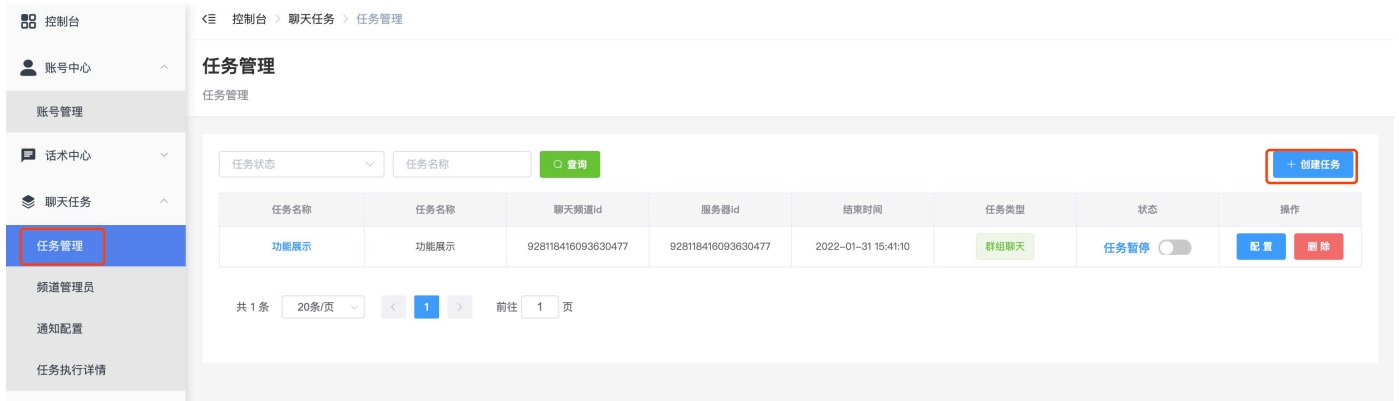 控制台
账号中心
账号管理
话术中心
聊天任务
任务管理
频道管理员
通知配置
任务执行详情
控制台 > 聊天任务 > 任务管理
任务管理
任务管理
任务状态 任务名称 查询 + 创建任务
任务名称 任务名称 聊天频道id 服务器id 结束时间 任务类型 状态 操作
功能展示 功能展示 928118416093630477 928118416093630477 2022-01-31 15:41:10 群组聊天 任务暂停 配置 删除
共 1 条 20条/页 < 1 > 前往 1 页